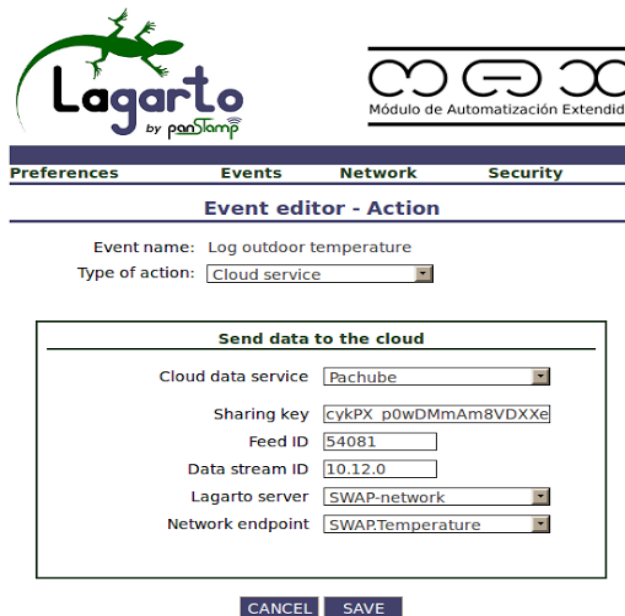 Lagarto
by panStamp
Módulo de Automatización Extendid
Preferences Events Network Security
Event editor - Action
Event name: Log outdoor temperature
Type of action: Cloud service
Send data to the cloud
Cloud data service Pachube
Sharing key cykPX_p0wDMmAm8VDXXe
Feed ID 54081
Data stream ID 10.12.0
Lagarto server SWAP-network
Network endpoint SWAP.Temperature
CANCEL SAVE